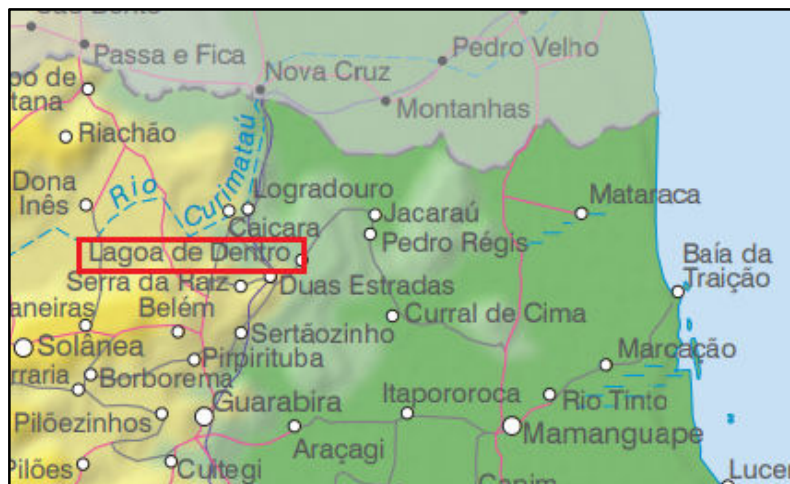 Passa e Fica
Pedro Velho
Nova Cruz
Montanhas
Riachão
Dona
Inês
Rio
Curimataú
Logradouro
Caiçara
Jacaraú
Pedro Régis
Mataraca
Lagoa de Dentro
Serra da Raiz
Duas Estradas
Baía da
Traição
Belém
Sertãozinho
Curral de Cima
Solânea
Pirpirituba
Marcação
Borborema
Pilõezinhos
Guarabira
Itapororoca
Rio Tinto
Araçagi
Mamanguape
Pilões
Cuitegi